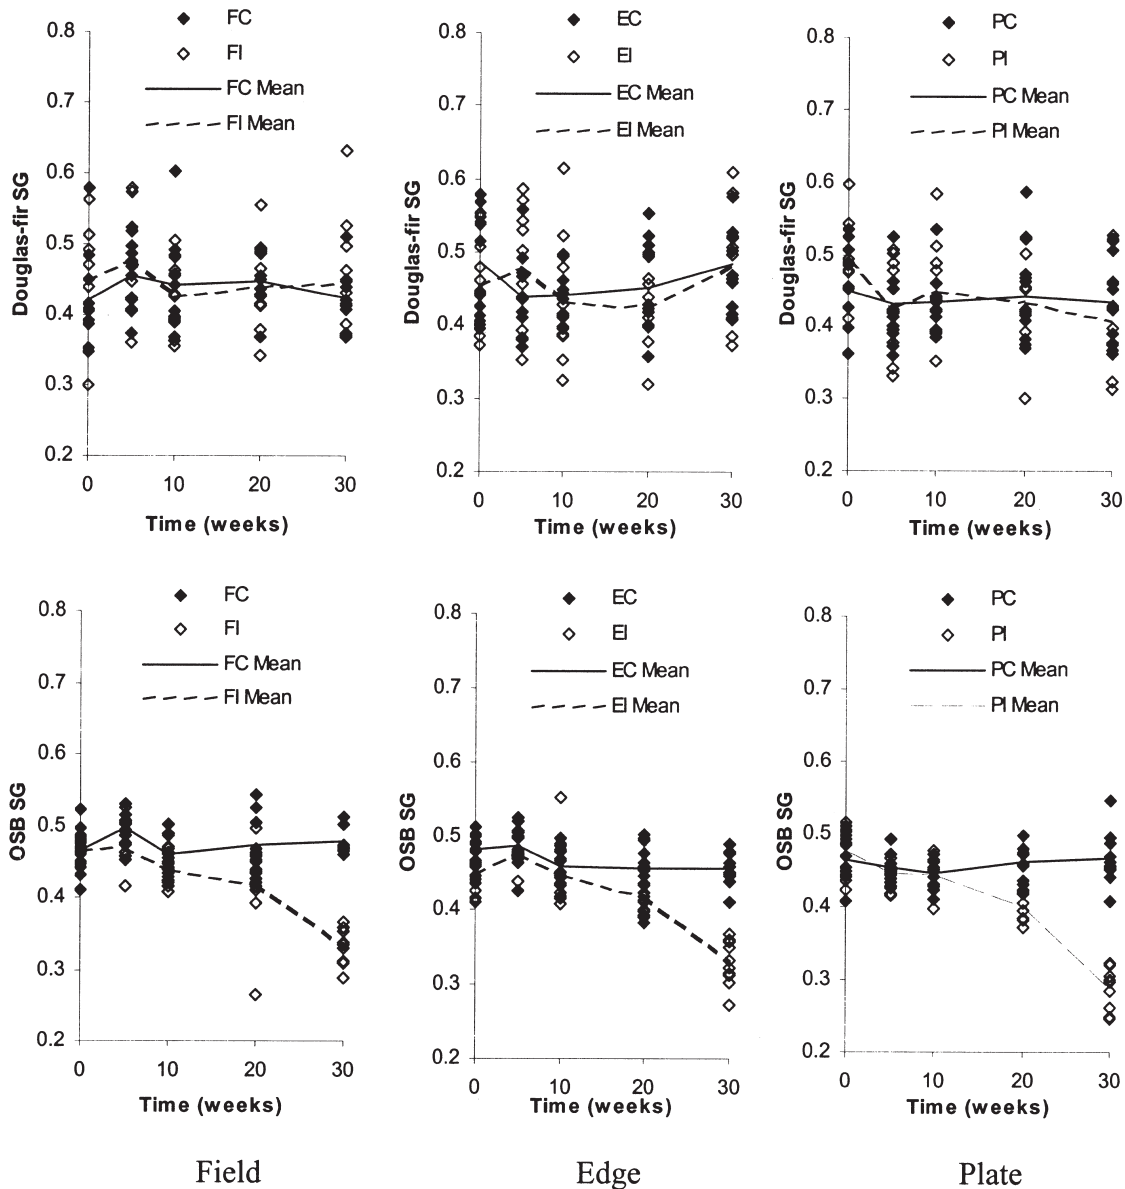 FC
FI
FC Mean
FI Mean
0.8
0.7
0.6
0.5
0.4
0.3
0.2
Douglas-fir SG
0 10 20 30
Time (weeks)
EC
EI
EC Mean
EI Mean
0.8
0.7
0.6
0.5
0.4
0.3
0.2
Douglas-fir SG
0 10 20 30
Time (weeks)
PC
PI
PC Mean
PI Mean
0.8
0.7
0.6
0.5
0.4
0.3
0.2
Douglas-fir SG
0 10 20 30
Time (weeks)
FC
FI
FC Mean
FI Mean
0.8
0.7
0.6
0.5
0.4
0.3
0.2
OSB SG
0 10 20 30
Time (weeks)
EC
EI
EC Mean
EI Mean
0.8
0.7
0.6
0.5
0.4
0.3
0.2
OSB SG
0 10 20 30
Time (weeks)
PC
PI
PC Mean
PI Mean
0.8
0.7
0.6
0.5
0.4
0.3
0.2
OSB SG
0 10 20 30
Time (weeks)
Field Edge Plate